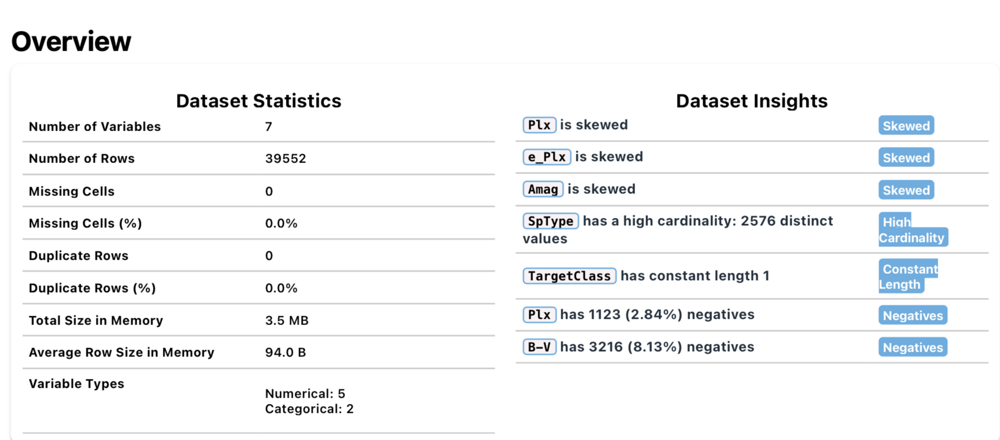 Overview
Dataset Statistics
Number of Variables 7
Number of Rows 39552
Missing Cells 0
Missing Cells (%) 0.0%
Duplicate Rows 0
Duplicate Rows (%) 0.0%
Total Size in Memory 3.5 MB
Average Row Size in Memory 94.0 B
Variable Types
Numerical: 5
Categorical: 2
Dataset Insights
Plx is skewed Skewed
e_Plx is skewed Skewed
Amag is skewed Skewed
SpType has a high cardinality: 2576 distinct
values
High
Cardinality
TargetClass has constant length 1
Constant
Length
Plx has 1123 (2.84%) negatives Negatives
B-V has 3216 (8.13%) negatives Negatives